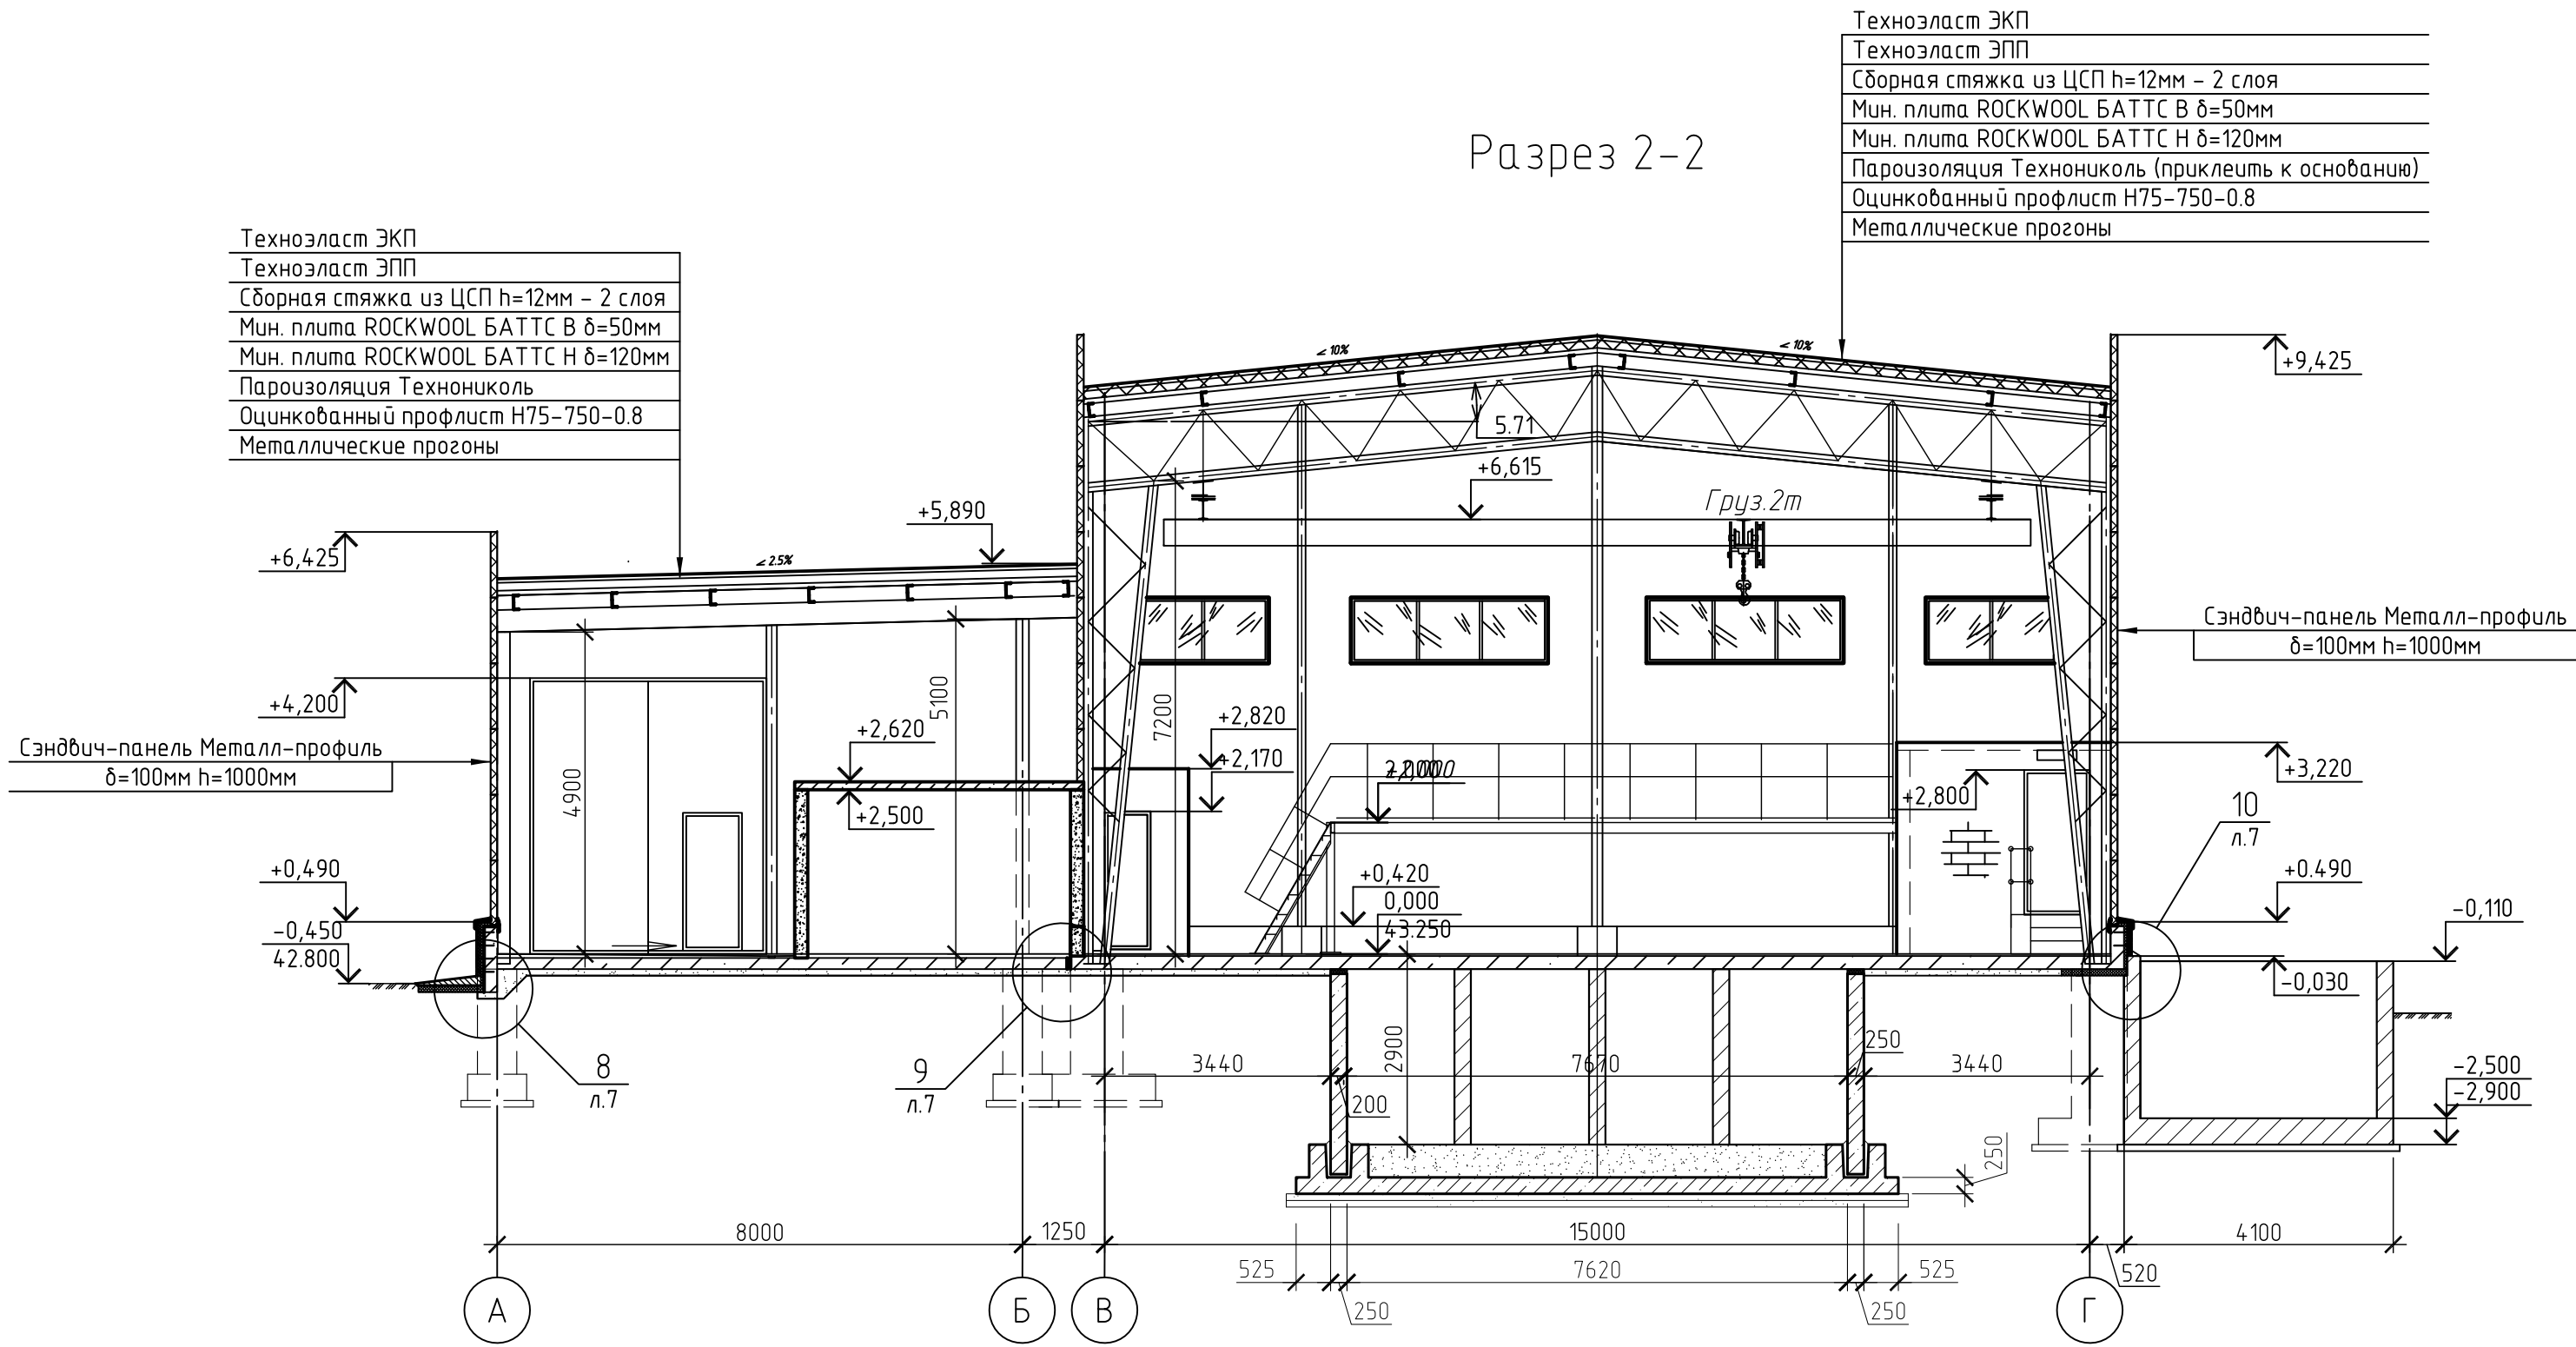 Техноэласт ЭКП
Техноэласт ЭПП
Сборная стяжка из ЦСП h=12мм - 2 слоя
Мин. плита ROCKWOOL БАТТС В δ=50мм
Мин. плита ROCKWOOL БАТТС Н δ=120мм
Пароизоляция Технониколь (приклеить к основанию)
Оцинкованный профлист Н75-750-0.8
Металлические прогоны
Разрез 2-2
Техноэласт ЭКП
Техноэласт ЭПП
Сборная стяжка из ЦСП h=12мм - 2 слоя
Мин. плита ROCKWOOL БАТТС В δ=50мм
Мин. плита ROCKWOOL БАТТС Н δ=120мм
Пароизоляция Технониколь
Оцинкованный профлист Н75-750-0.8
Металлические прогоны
10%
10%
+9,425
5.71
+6,615
Груз.2т
+5,890
+6,425
2.5%
Сэндвич-панель Металл-профиль
δ=100мм h=1000мм
+4,200
5100
7200
+2,820
+2,620
+2,170
Сэндвич-панель Металл-профиль
δ=100мм h=1000мм
4900
+2,500
+2,800
+3,220
10
л.7
+0,490
+0,420
0,000
43.250
+0.490
-0,450
42.800
-0,110
-0,030
2900
250
3440
7670
3440
8
л.7
9
л.7
200
-2,500
-2,900
250
8000
1250
15000
4100
525
7620
525
520
250
250
А
Б
В
Г